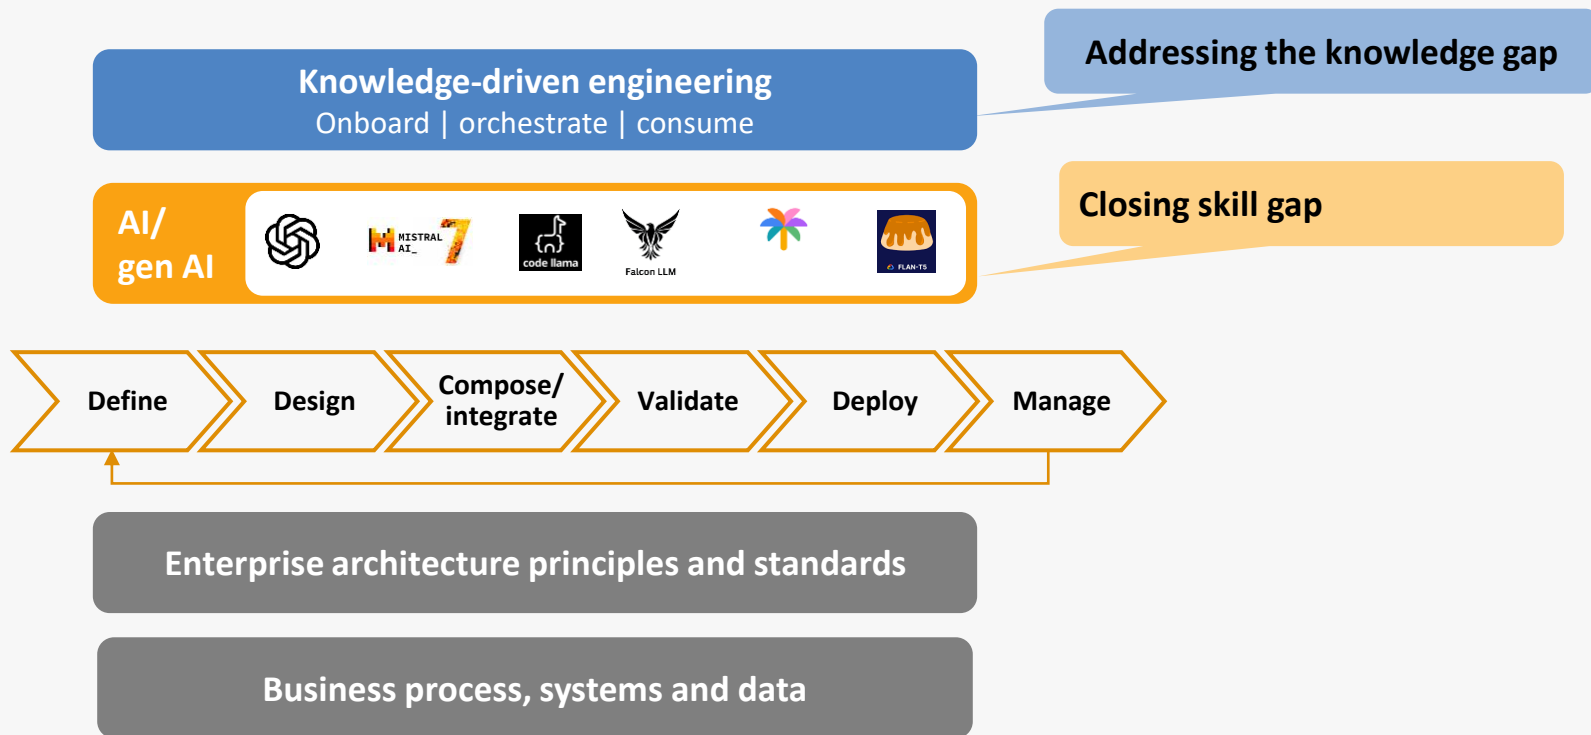 Knowledge-driven engineering
Onboard | orchestrate | consume
Addressing the knowledge gap
AI/
gen AI
MISTRAL
AI_
code llama
Falcon LLM
FLAN-T5
Closing skill gap
Define
Design
Compose/
integrate
Validate
Deploy
Manage
Enterprise architecture principles and standards
Business process, systems and data